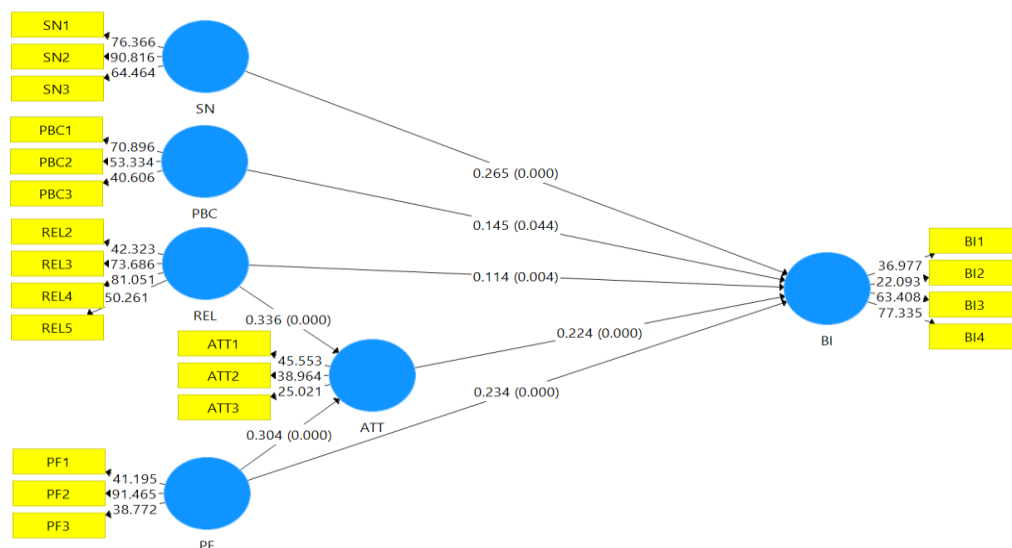 SN1
SN2
SN3
76.366
90.816
64.464
SN
PBC1
PBC2
PBC3
70.896
53.334
40.606
PBC
REL2
REL3
REL4
REL5
42.323
73.686
81.051
50.261
REL
ATT1
ATT2
ATT3
45.553
38.964
25.021
ATT
PF1
PF2
PF3
41.195
91.465
38.772
PF
0.265 (0.000)
0.145 (0.044)
0.114 (0.004)
0.336 (0.000)
0.224 (0.000)
0.234 (0.000)
0.304 (0.000)
BI
36.977
22.093
63.408
77.335
BI1
BI2
BI3
BI4